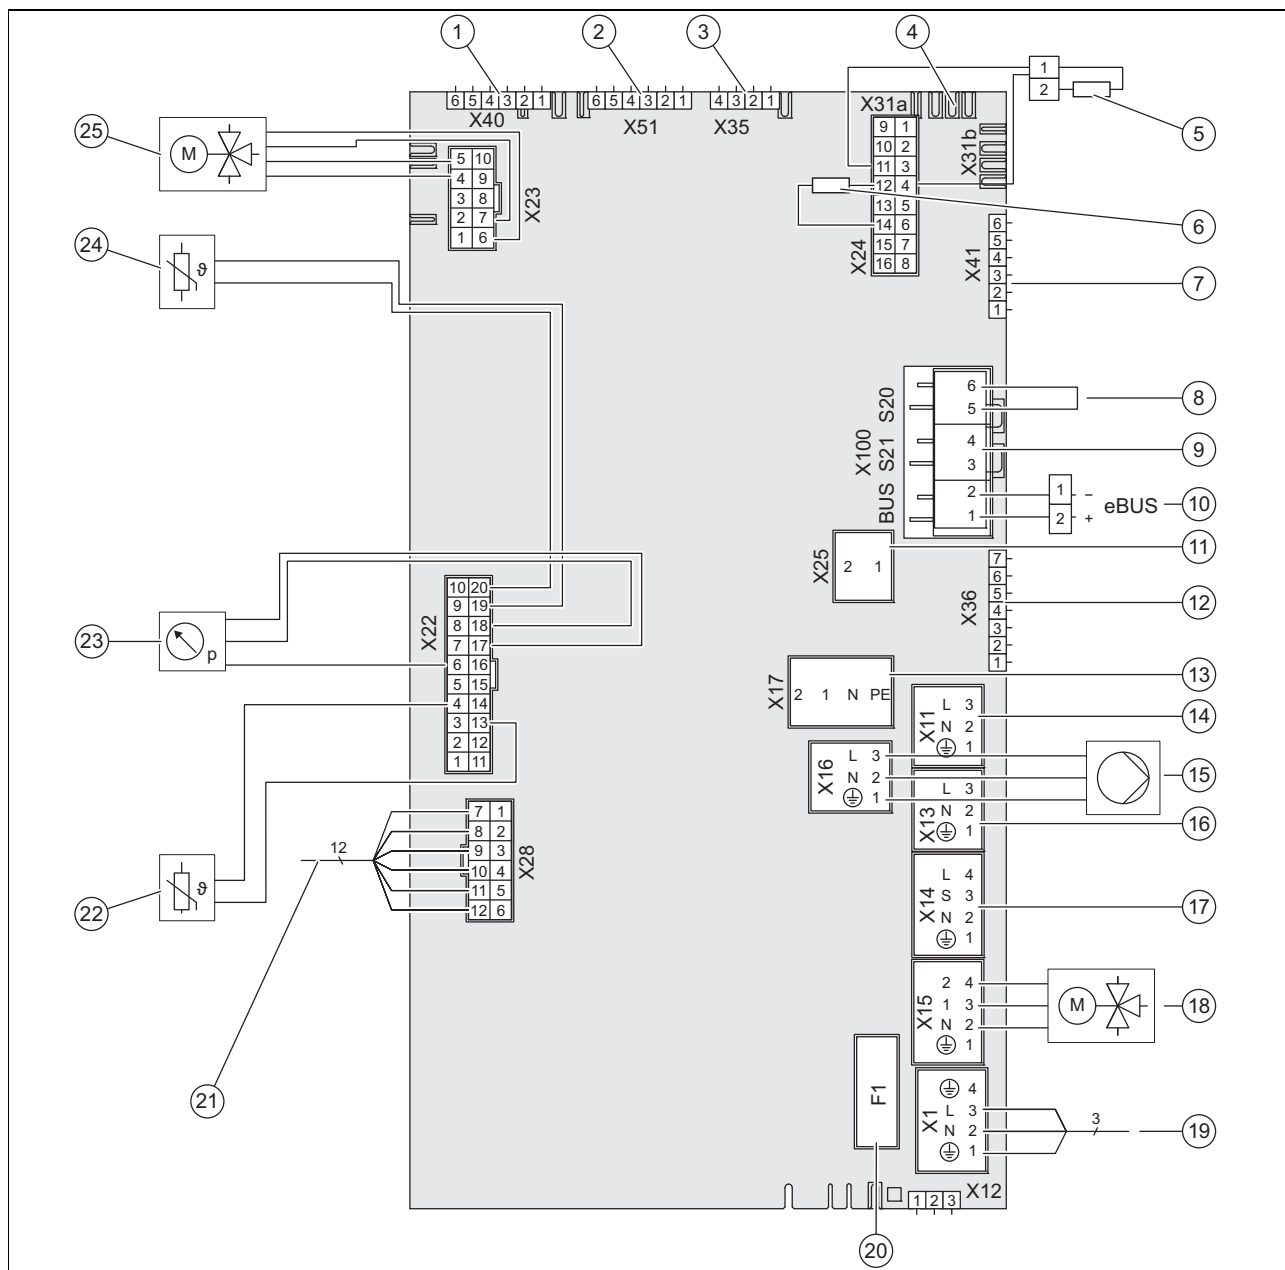 1 2 3 4
6 5 4 3 2 1 6 5 4 3 2 1 4 3 2 1
X40 X51 X35 X31a X31b
1
2
5
25
M
5 10
4 9
3 8
2 7
1 6
X23
9 1
10 2
11 3
12 4
13 5
14 6
15 7
16 8
X24
6
24
ϑ
6
5
4
3
2
1
X41
7
X100
S20
6
5
8
S21
4
3
9
BUS
2
1
1 -
2 +
eBUS
10
X25
2 1
11
7
6
5
4
3
2
1
X36
12
23
p
X22
10 20
9 19
8 18
7 17
6 16
5 15
4 14
3 13
2 12
1 11
X17
2 1 N PE
13
X11
L 3
N 2
1
14
X16
L 3
N 2
1
15
X13
L 3
N 2
1
16
12
7 1
8 2
9 3
10 4
11 5
12 6
X28
22
ϑ
X14
L 4
S 3
N 2
1
17
X15
2 4
1 3
N 2
1
M
18
21
F1
X1
4
L 3
N 2
1
3
19
1 2 3
X12
20